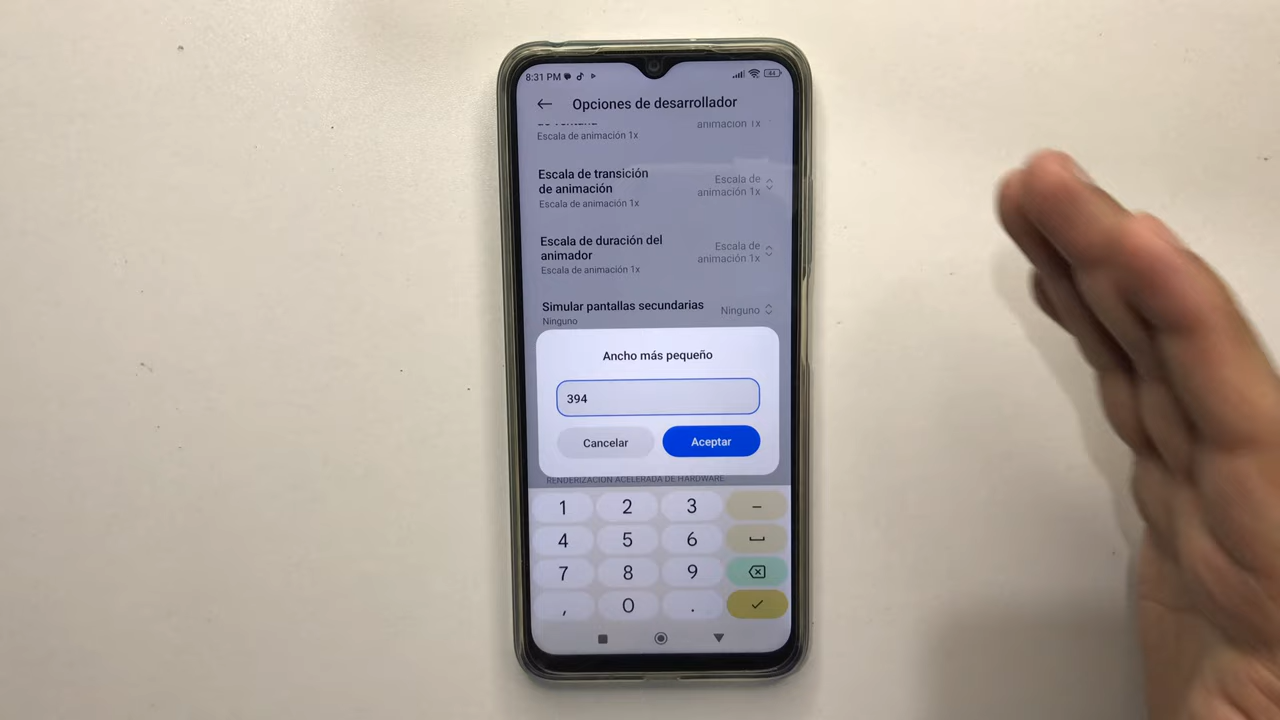 8:31 PM
44
Opciones de desarrollador
Escala de animación 1x
animación 1x
Escala de transición
de animación
Escala de animación 1x
Escala de
animación 1x
Escala de duración del
animador
Escala de animación 1x
Escala de
animación 1x
Simular pantallas secundarias
Ninguno
Ninguno
Ancho más pequeño
394
Cancelar
Aceptar
RENDERIZACIÓN ACELERADA DE HARDWARE
1 2 3 –
4 5 6
7 8 9
, 0 .